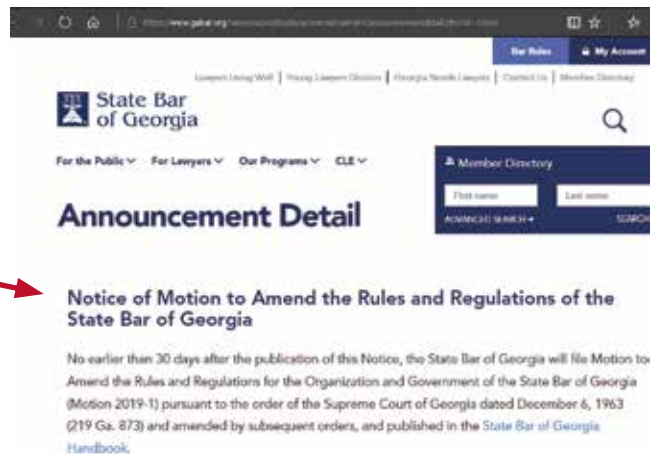 www.gabar.org
Bar Rules My Account
Lawyers Living Well | Young Lawyers Division | Georgia Needs Lawyers | Contact Us | Member Directory
State Bar
of Georgia
For the Public For Lawyers Our Programs CLE
Member Directory
First name Last name
ADVANCED SEARCH SEARCH
Announcement Detail
Notice of Motion to Amend the Rules and Regulations of the
State Bar of Georgia
No earlier than 30 days after the publication of this Notice, the State Bar of Georgia will file Motion to
Amend the Rules and Regulations for the Organization and Government of the State Bar of Georgia
(Motion 2019-1) pursuant to the order of the Supreme Court of Georgia dated December 6, 1963
(219 Ga. 873) and amended by subsequent orders, and published in the State Bar of Georgia
Handbook.